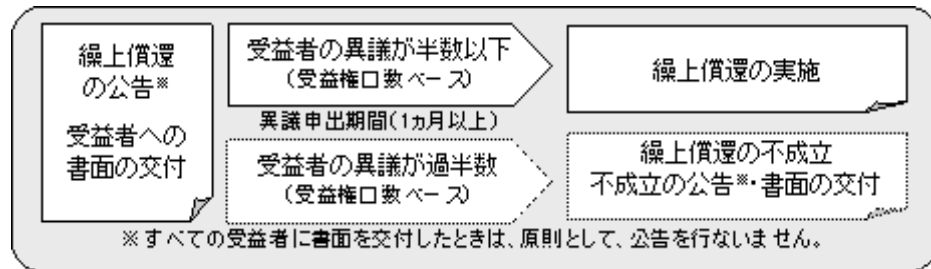 繰上償還
の公告※
受益者への
書面の交付
受益者の異議が半数以下
(受益権口数ベース)
異議申出期間(1ヵ月以上)
受益者の異議が過半数
(受益権口数ベース)
繰上償還の実施
繰上償還の不成立
不成立の公告※・書面の交付
※すべての受益者に書面を交付したときは、原則として、公告を行ないません。